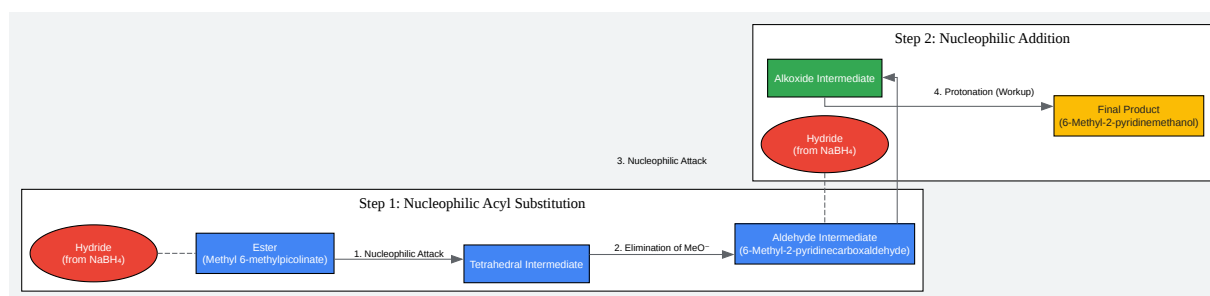 Step 2: Nucleophilic Addition
Alkoxide Intermediate
4. Protonation (Workup)
Final Product
(6-Methyl-2-pyridinemethanol)
Hydride
(from NaBH₄)
3. Nucleophilic Attack
Step 1: Nucleophilic Acyl Substitution
Hydride
(from NaBH₄)
Ester
(Methyl 6-methylpicolinate)
1. Nucleophilic Attack
Tetrahedral Intermediate
2. Elimination of MeO⁻
Aldehyde Intermediate
(6-Methyl-2-pyridinecarboxaldehyde)